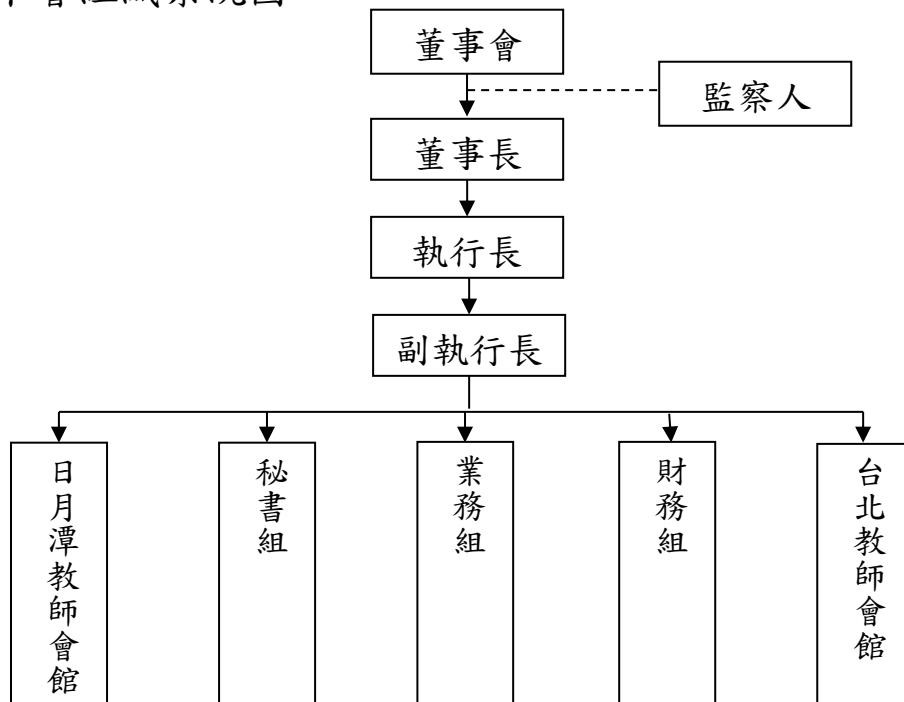 董事會
監察人
董事長
執行長
副執行長
日月潭教師會館
秘書組
業務組
財務組
台北教師會館